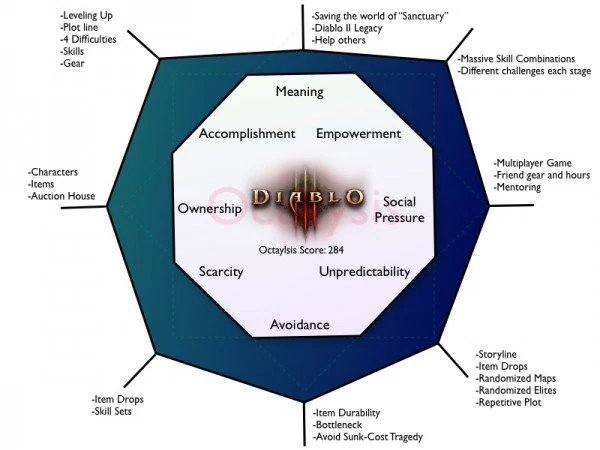 -Leveling Up
-Plot line
-4 Difficulties
-Skills
-Gear
-Saving the world of “Sanctuary”
-Diablo II Legacy
-Help others
-Massive Skill Combinations
-Different challenges each stage
Meaning
Accomplishment
Empowerment
-Characters
-Items
-Auction House
Ownership
DIABLO
III
Octalysis
Social
Pressure
-Multiplayer Game
-Friend gear and hours
-Mentoring
Octaylsis Score: 284
Scarcity
Unpredictability
Avoidance
-Item Drops
-Skill Sets
-Item Durability
-Bottleneck
-Avoid Sunk-Cost Tragedy
-Storyline
-Item Drops
-Randomized Maps
-Randomized Elites
-Repetitive Plot